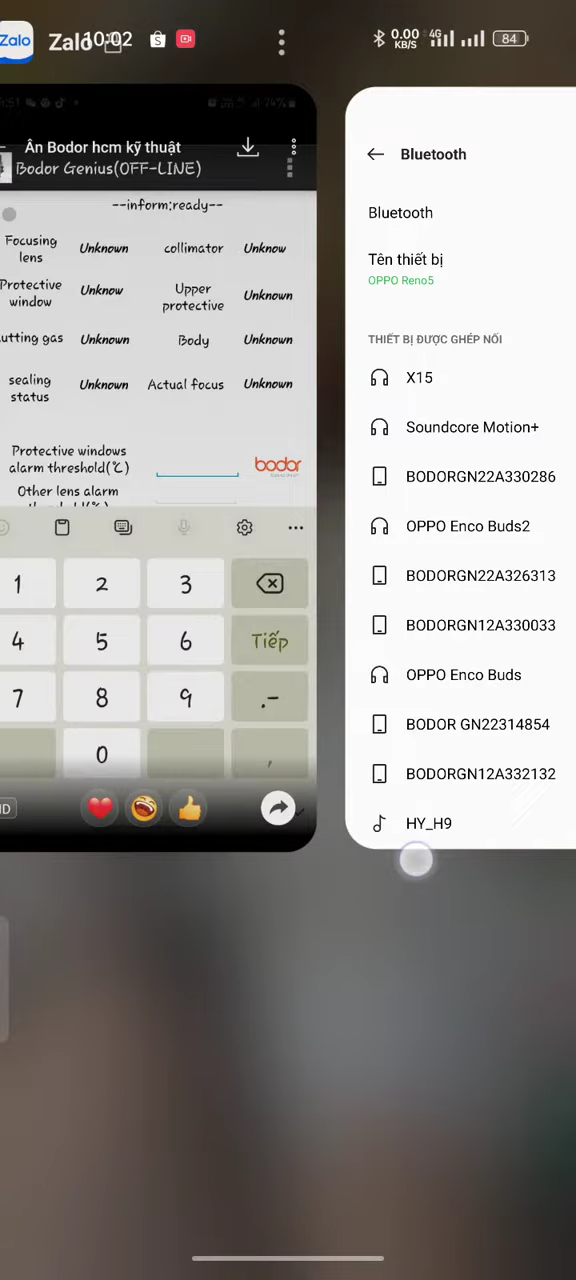 Zalo
Zalo
10:02
0.00
KB/S
4G
84
Ân Bodor hcm kỹ thuật
Bodor Genius(OFF-LINE)
--inform:ready--
Focusing lens Unknown collimator Unknow
Protective window Unknow Upper protective Unknown
utting gas Unknown Body Unknown
sealing status Unknown Actual focus Unknown
Protective windows
alarm threshold(℃)
bodor
Other lens alarm
1 2 3
4 5 6 Tiếp
7 8 9 .-
0 ,
HD
Bluetooth
Bluetooth
Tên thiết bị
OPPO Reno5
THIẾT BỊ ĐƯỢC GHÉP NỐI
X15
Soundcore Motion+
BODORGN22A330286
OPPO Enco Buds2
BODORGN22A326313
BODORGN12A330033
OPPO Enco Buds
BODOR GN22314854
BODORGN12A332132
HY_H9